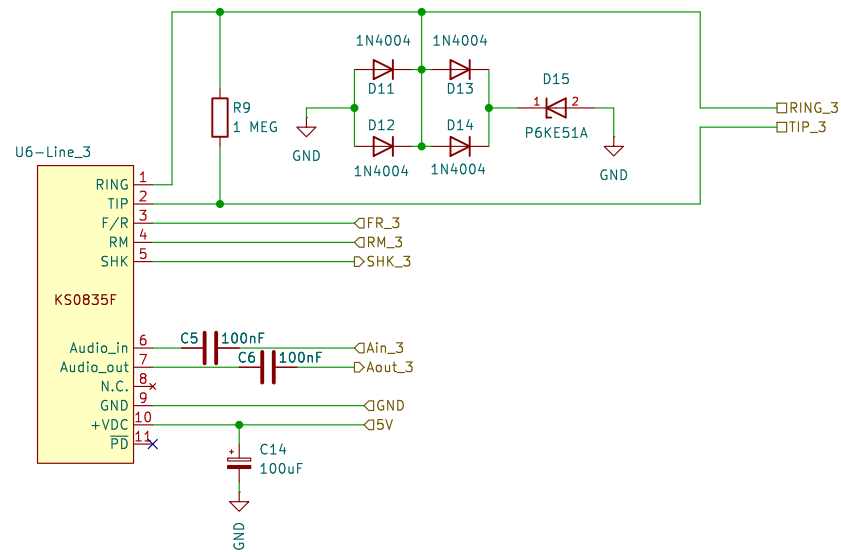 1N4004
1N4004
D11
D13
D15
1
2
P6KE51A
R9
1 MEG
GND
D12
D14
1N4004
1N4004
GND
RING_3
TIP_3
U6-Line_3
RING
1
TIP
2
F/R
3
FR_3
RM
4
RM_3
SHK
5
SHK_3
KS0835F
Audio_in
6
C5
100nF
Ain_3
Audio_out
7
C6
100nF
Aout_3
N.C.
8
GND
9
GND
+VDC
10
5V
PD
11
+
C14
100uF
GND